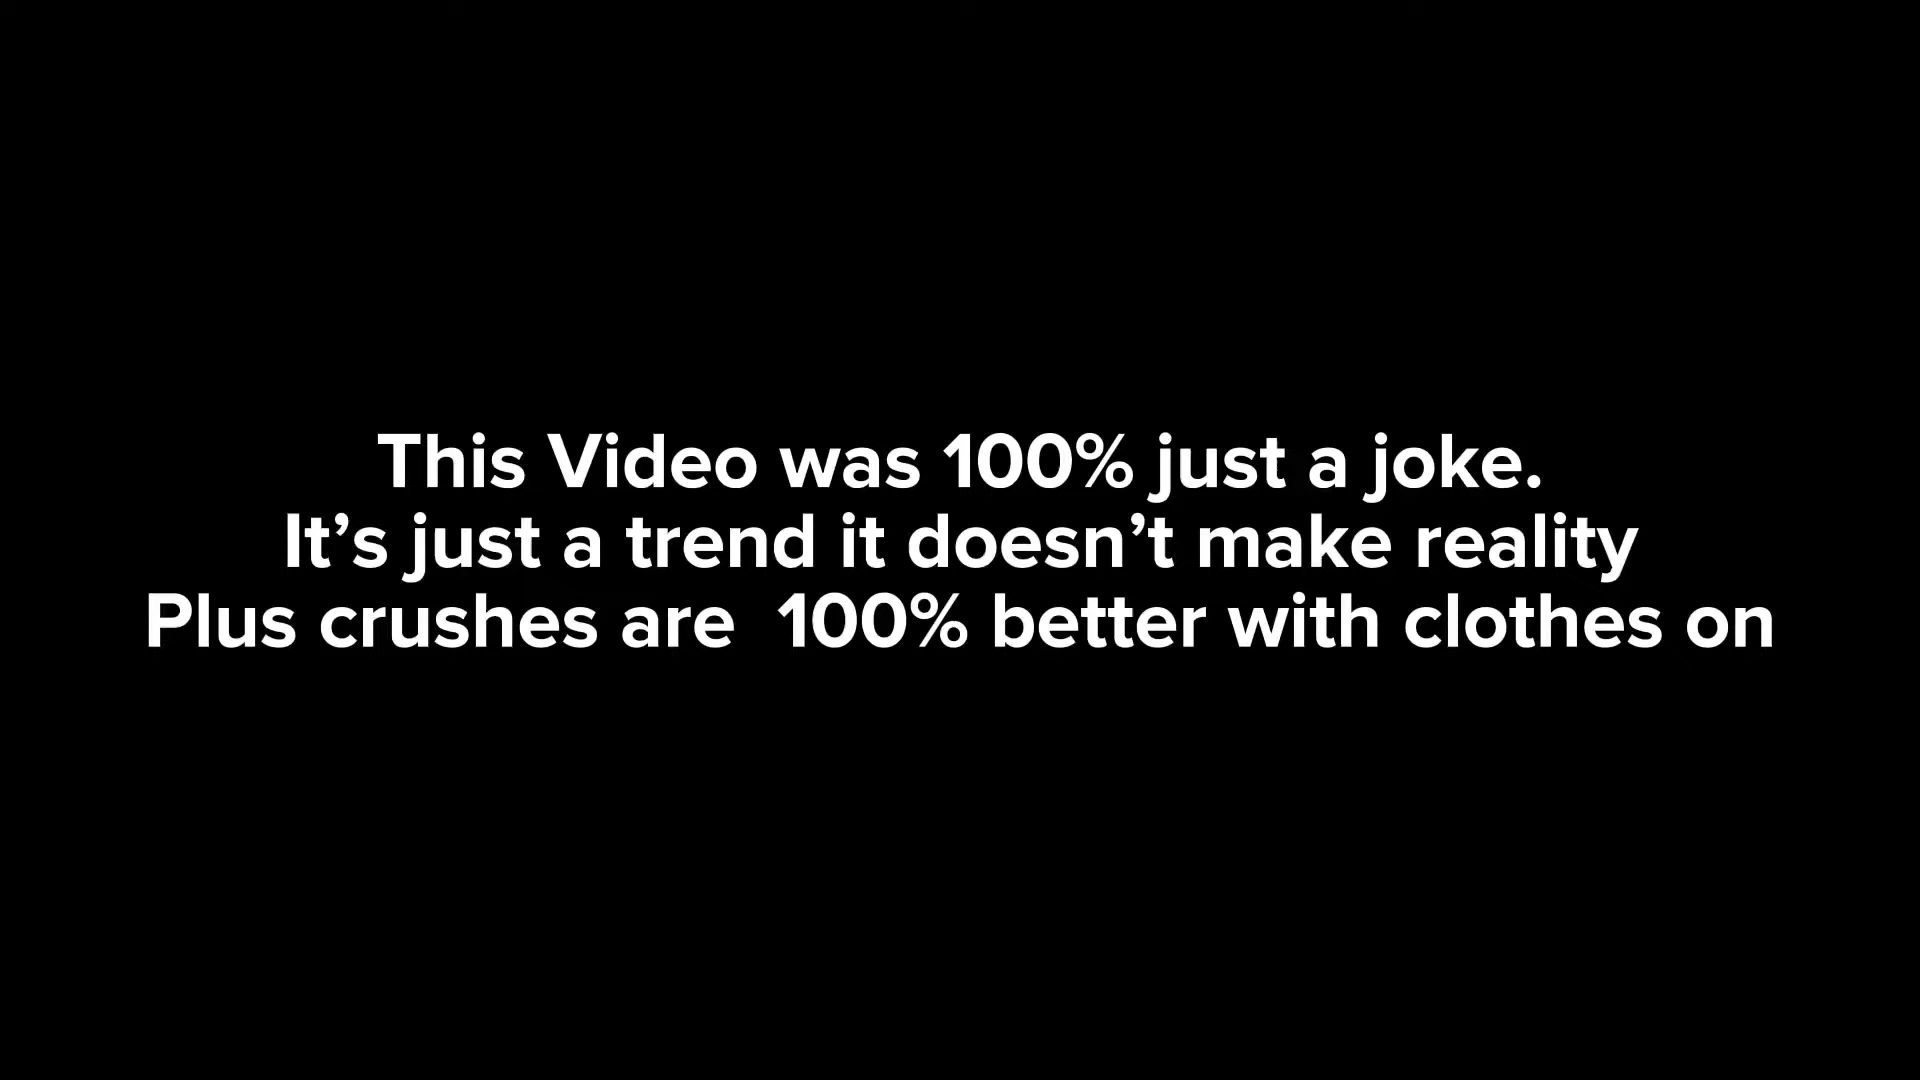 This Video was 100% just a joke.
It’s just a trend it doesn’t make reality
Plus crushes are  100% better with clothes on